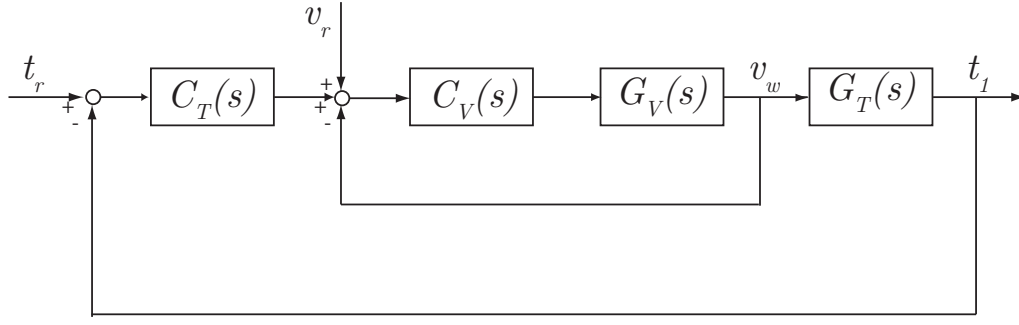 v_r
t_r
C_T(s)
C_V(s)
G_V(s)
v_w
G_T(s)
t_1
+
-
+
+
-